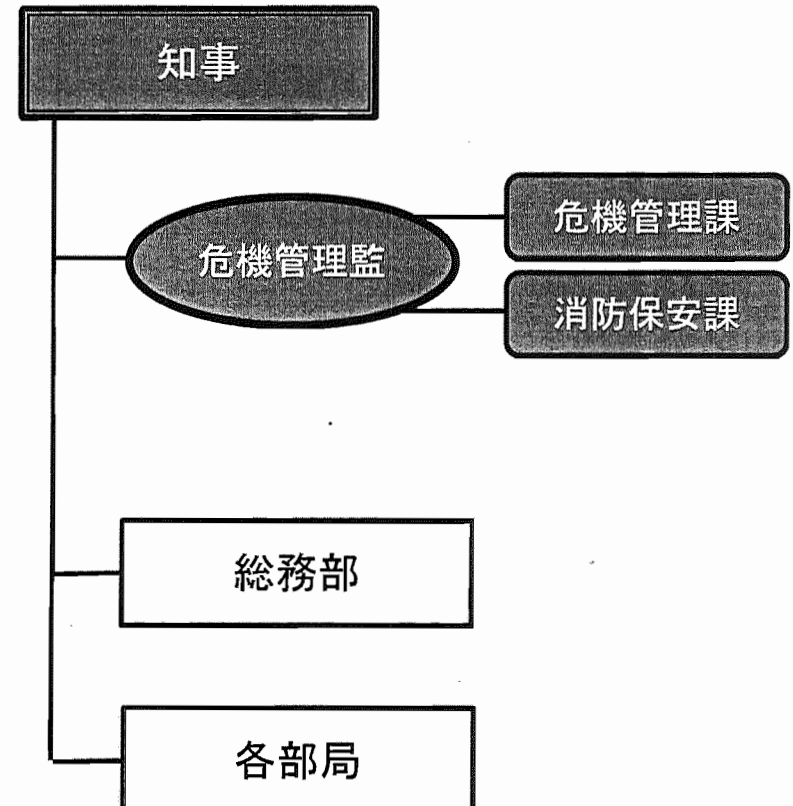 知事
危機管理課
危機管理監
消防保安課
総務部
各部局